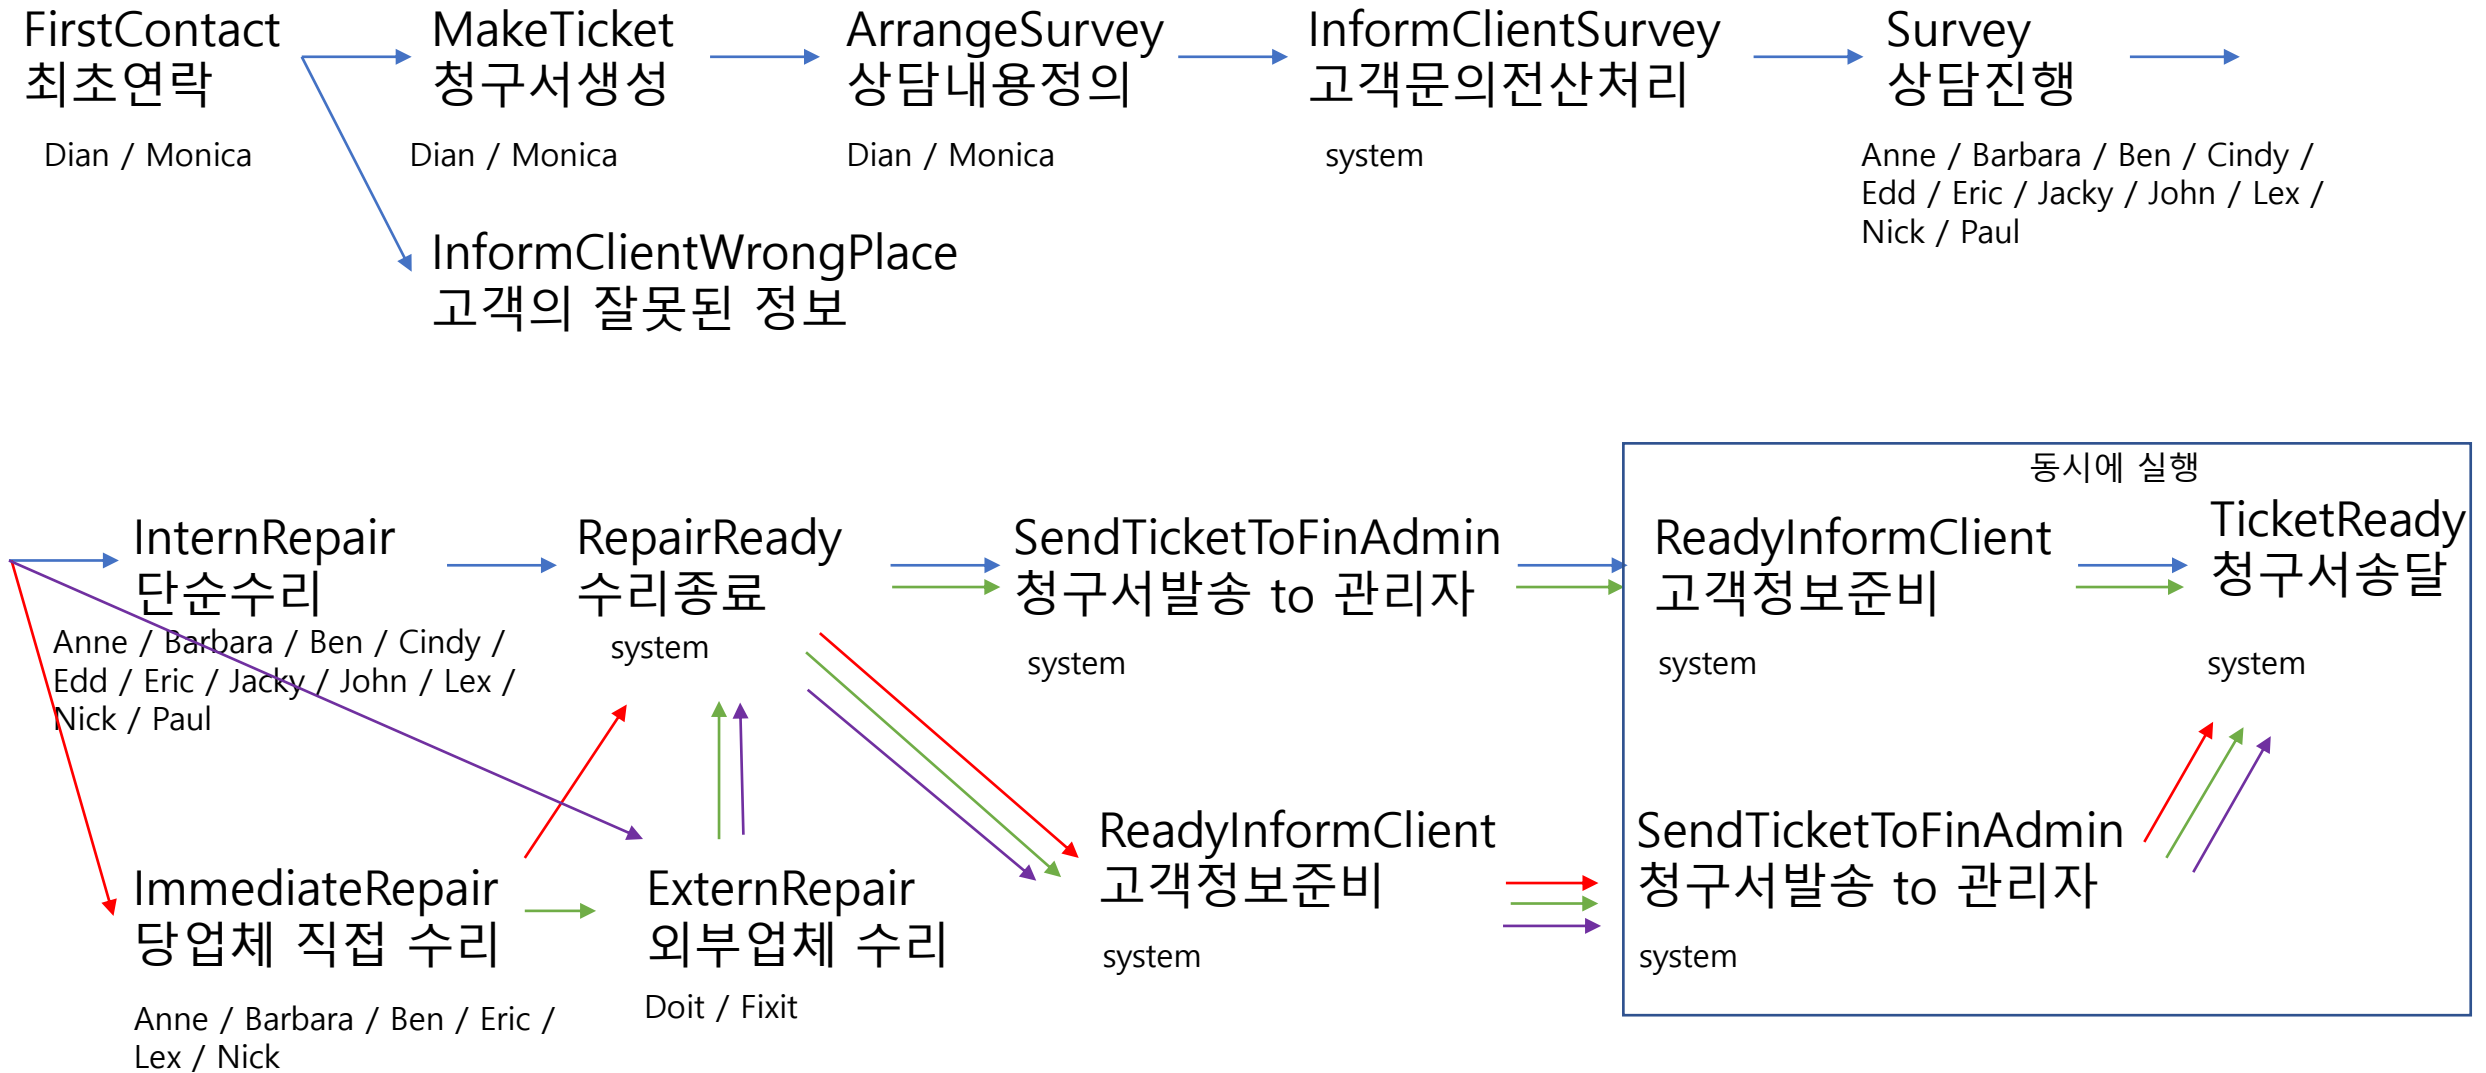 FirstContact
최초연락
Dian / Monica
MakeTicket
청구서생성
Dian / Monica
ArrangeSurvey
상담내용정의
Dian / Monica
InformClientSurvey
고객문의전산처리
system
Survey
상담진행
Anne / Barbara / Ben / Cindy /
Edd / Eric / Jacky / John / Lex /
Nick / Paul
InformClientWrongPlace
고객의 잘못된 정보
InternRepair
단순수리
Anne / Barbara / Ben / Cindy /
Edd / Eric / Jacky / John / Lex /
Nick / Paul
RepairReady
수리종료
system
SendTicketToFinAdmin
청구서발송 to 관리자
system
동시에 실행
ReadyInformClient
고객정보준비
system
TicketReady
청구서송달
system
ImmediateRepair
당업체 직접 수리
Anne / Barbara / Ben / Eric /
Lex / Nick
ExternRepair
외부업체 수리
Doit / Fixit
ReadyInformClient
고객정보준비
system
SendTicketToFinAdmin
청구서발송 to 관리자
system